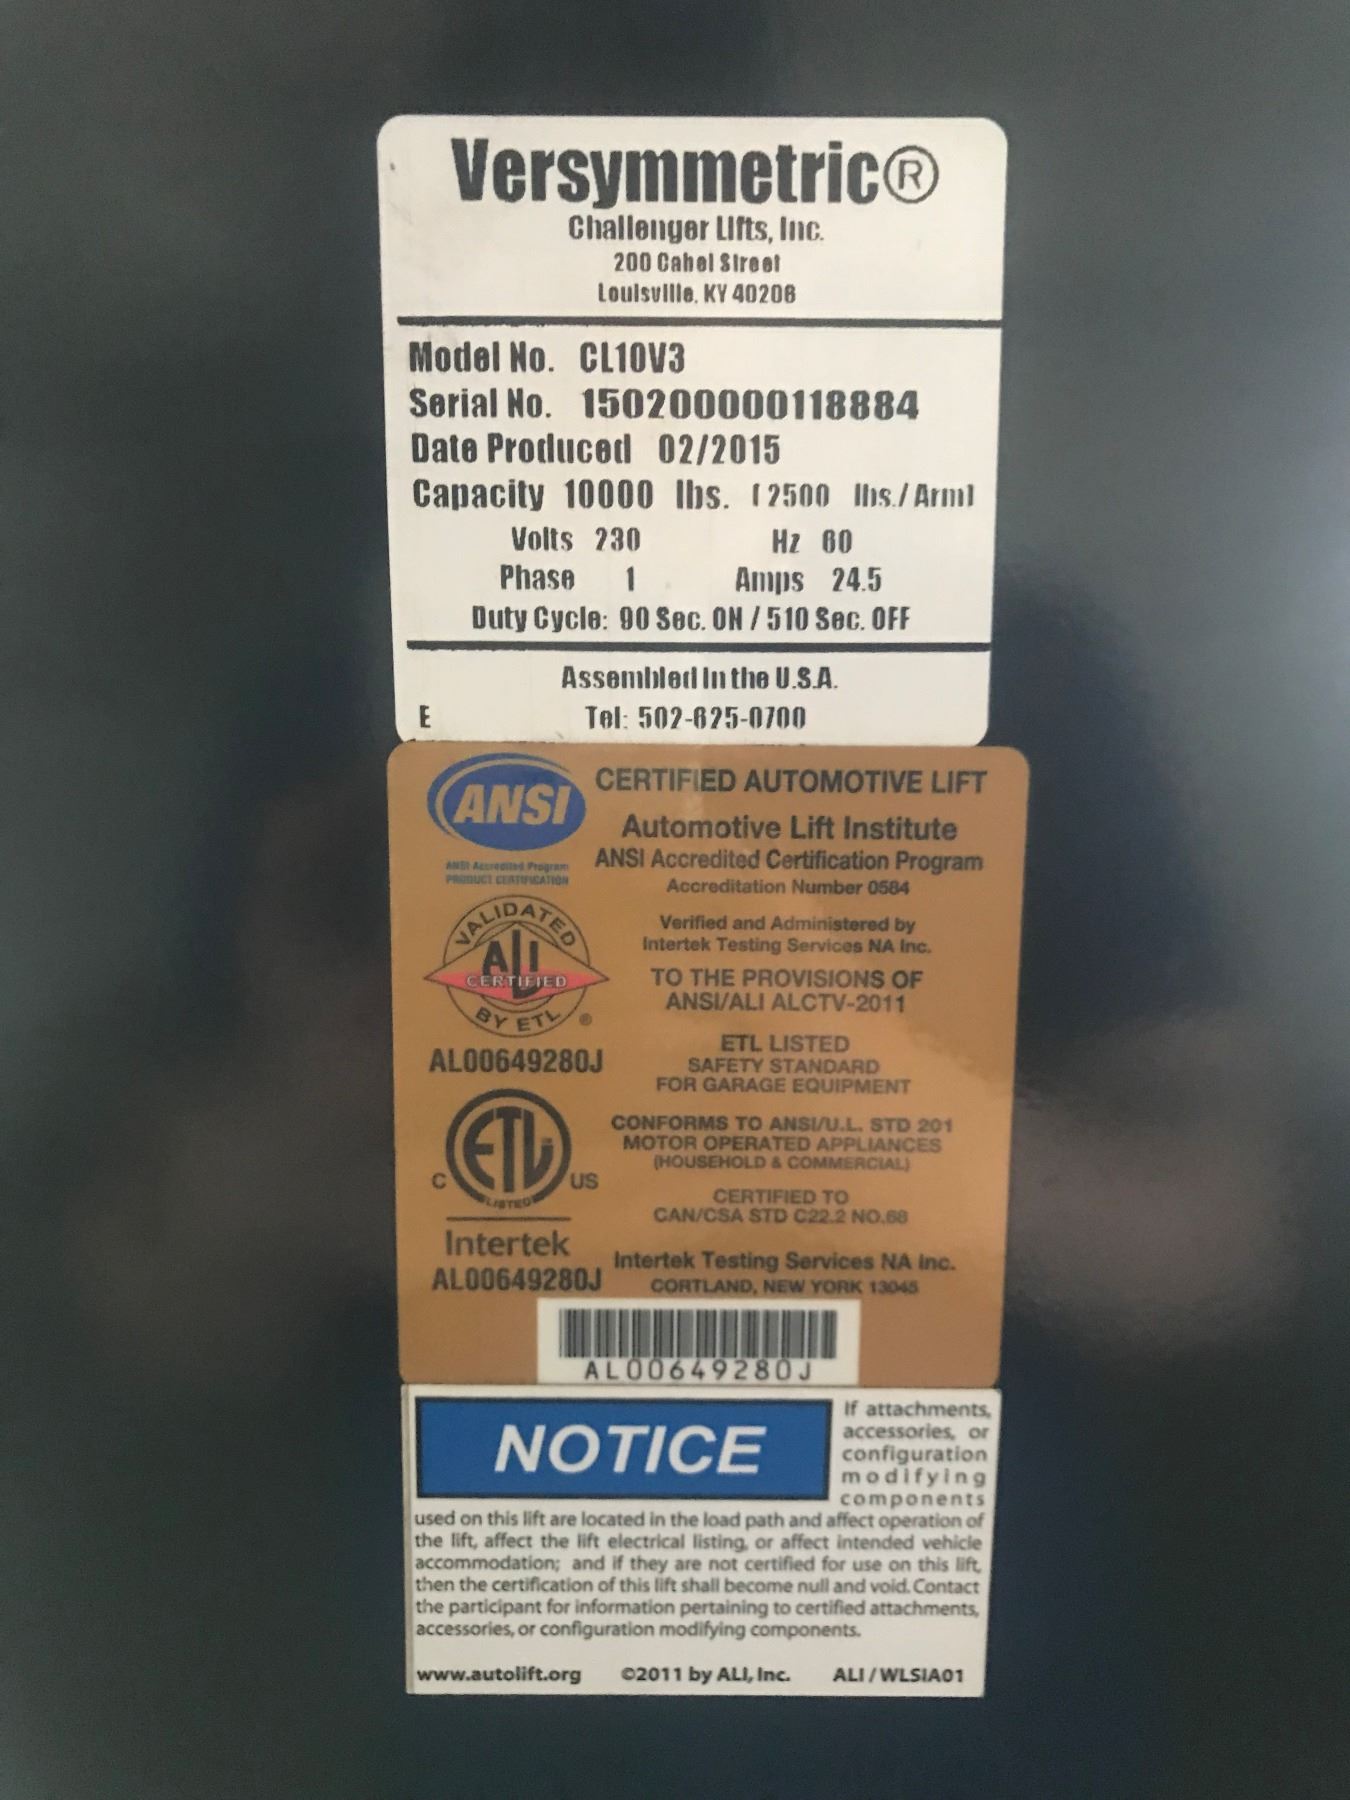 Versymmetric®
Challenger Lifts, Inc.
200 Cabel Street
Louisville, KY 40206
Model No. CL10V3
Serial No. 150200000118884
Date Produced 02/2015
Capacity 10000 lbs. [ 2500 lbs./ Arm]
Volts 230 Hz 60
Phase 1 Amps 24.5
Duty Cycle: 90 Sec. ON / 510 Sec. OFF
Assembled In the U.S.A.
E Tel: 502-625-0700
ANSI
ANSI Accredited Program
PRODUCT CERTIFICATION
CERTIFIED AUTOMOTIVE LIFT
Automotive Lift Institute
ANSI Accredited Certification Program
Accreditation Number 0584
VALIDATED
ALI
CERTIFIED
BY ETL ®
AL00649280J
Verified and Administered by
Intertek Testing Services NA Inc.
TO THE PROVISIONS OF
ANSI/ALI ALCTV-2011
ETL LISTED
SAFETY STANDARD
FOR GARAGE EQUIPMENT
C ETL US
LISTED
Intertek
AL00649280J
CONFORMS TO ANSI/U.L. STD 201
MOTOR OPERATED APPLIANCES
(HOUSEHOLD & COMMERCIAL)
CERTIFIED TO
CAN/CSA STD C22.2 NO.68
Intertek Testing Services NA Inc.
CORTLAND, NEW YORK 13045
AL00649280J
NOTICE
If attachments,
accessories, or
configuration
modifying
components
used on this lift are located in the load path and affect operation of
the lift, affect the lift electrical listing, or affect intended vehicle
accommodation; and if they are not certified for use on this lift,
then the certification of this lift shall become null and void. Contact
the participant for information pertaining to certified attachments,
accessories, or configuration modifying components.
www.autolift.org ©2011 by ALI, Inc. ALI / WLSIA01